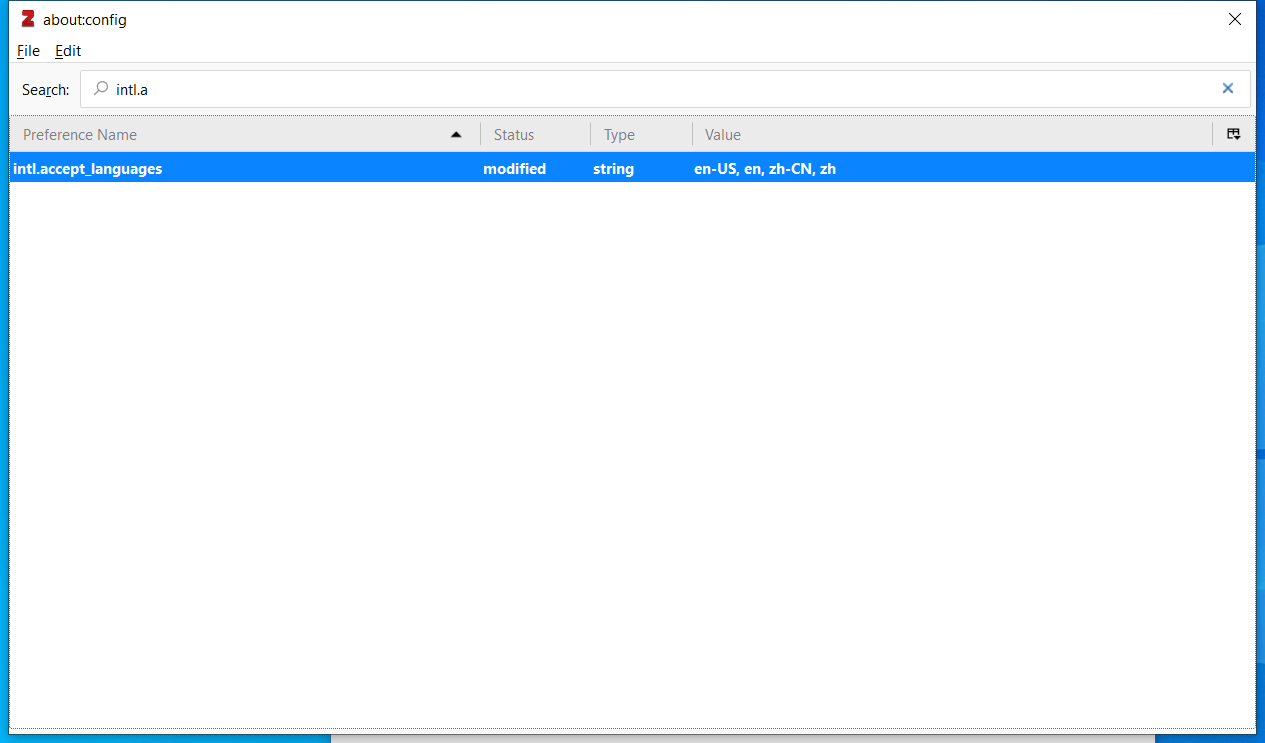 about:config
File Edit
Search: intl.a
Preference Name Status Type Value
intl.accept_languages modified string en-US, en, zh-CN, zh